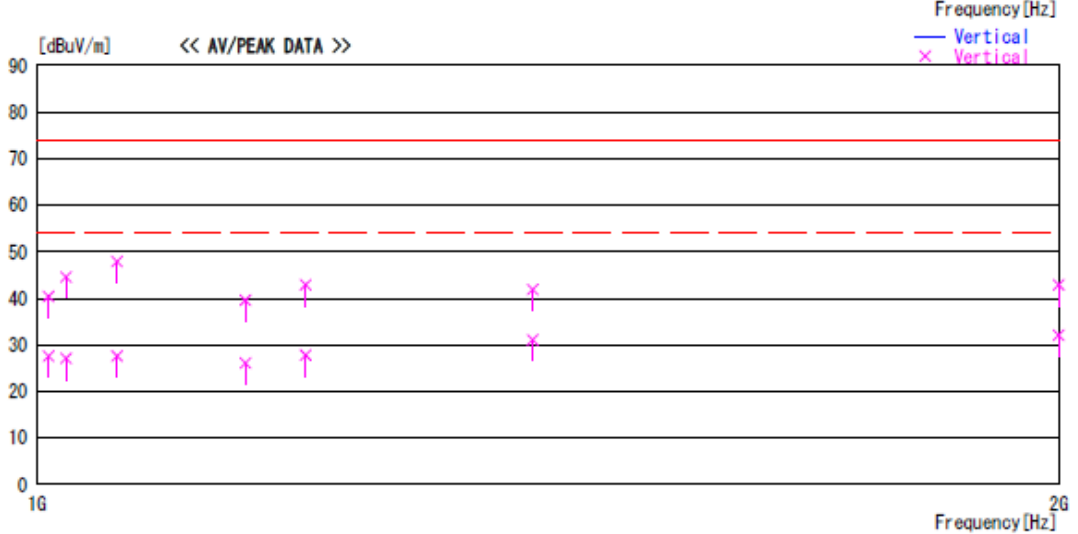 Frequency[Hz]
[dBuV/m] << AV/PEAK DATA >> Vertical
× Vertical
90
80
70
60
50
40
30
20
10
0
1G 2G
Frequency[Hz]